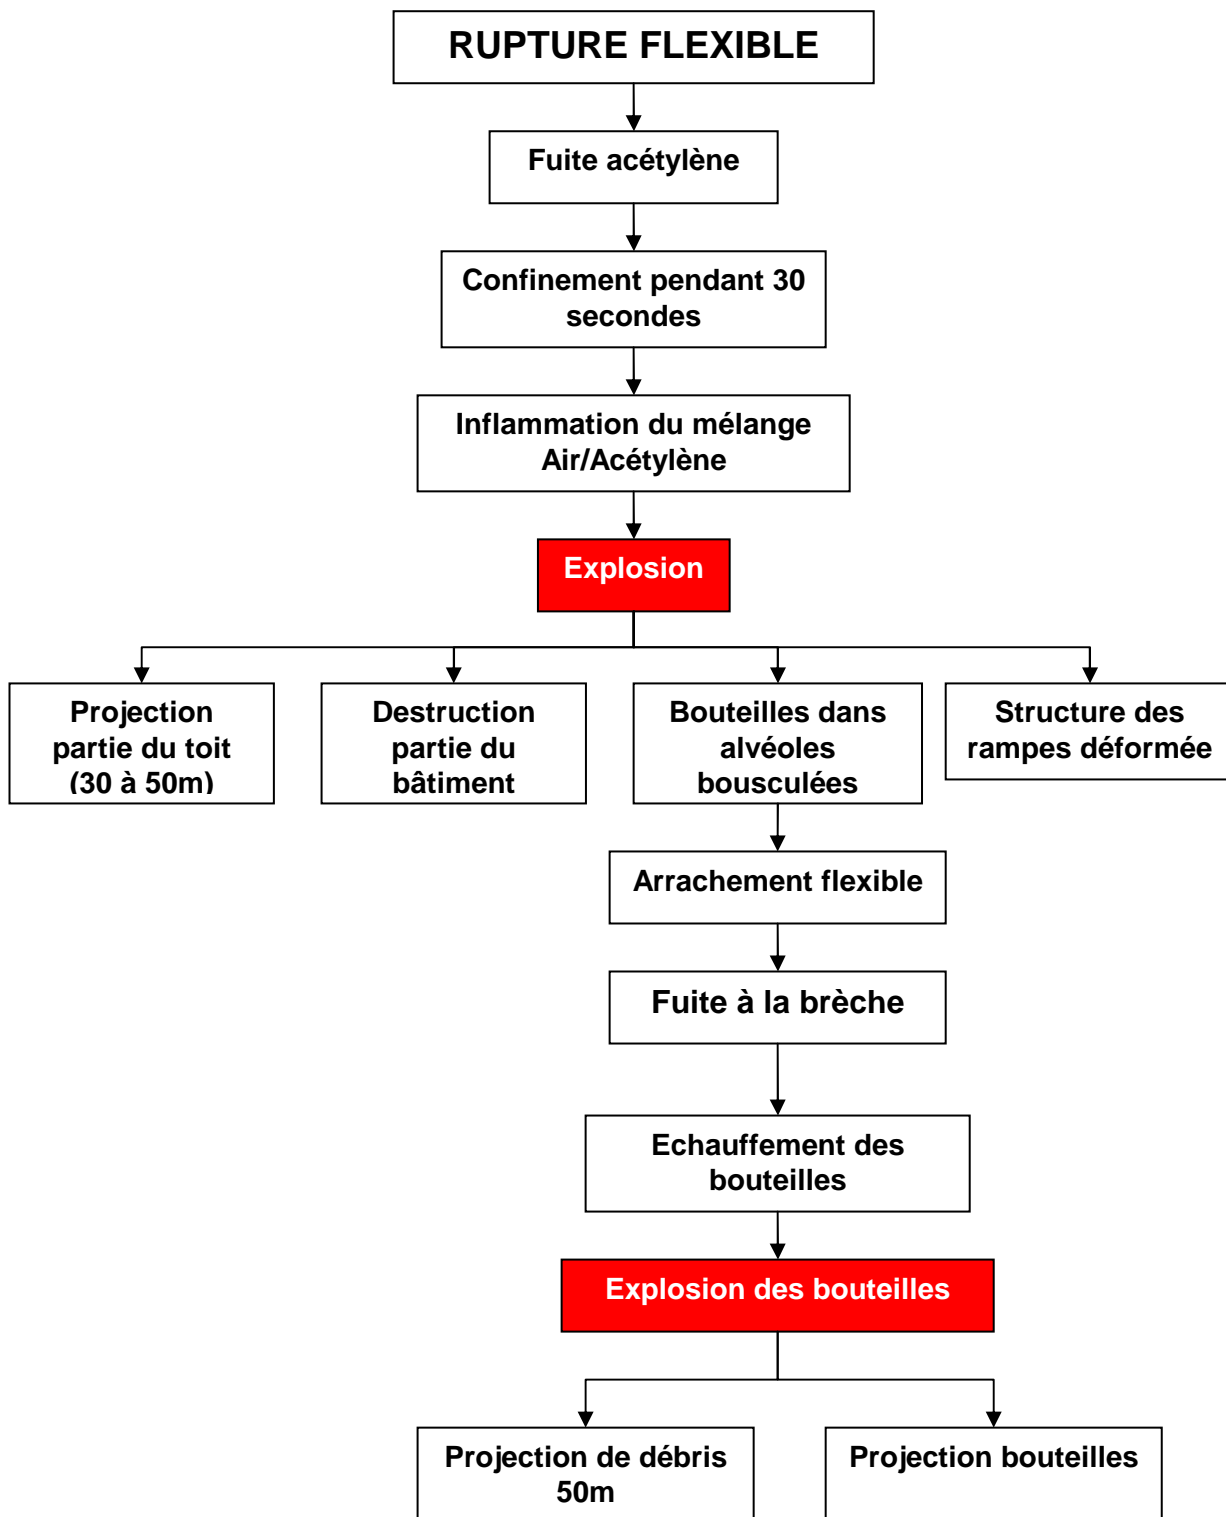 RUPTURE FLEXIBLE
Fuite acétylène
Confinement pendant 30
secondes
Inflammation du mélange
Air/Acétylène
Explosion
Projection
partie du toit
(30 à 50m)
Destruction
partie du
bâtiment
Bouteilles dans
alvéoles
bousculées
Structure des
rampes déformée
Arrachement flexible
Fuite à la brèche
Echauffement des
bouteilles
Explosion des bouteilles
Projection de débris
50m
Projection bouteilles